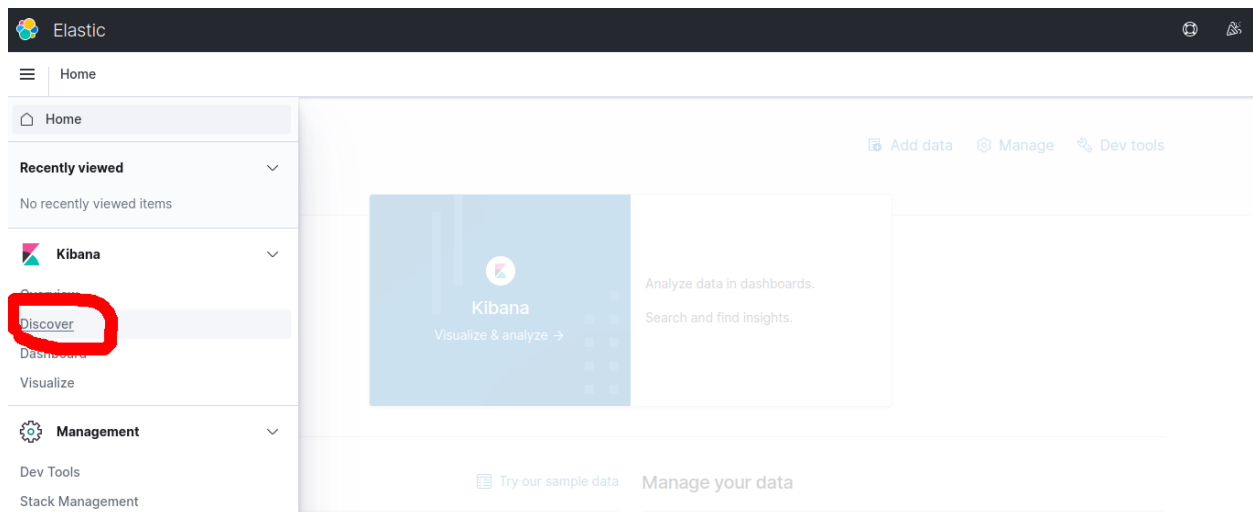 Elastic
Home
Home
Recently viewed
No recently viewed items
Kibana
Overview
Discover
Dashboard
Visualize
Management
Dev Tools
Stack Management
Add data Manage Dev tools
Kibana
Visualize & analyze →
Analyze data in dashboards.
Search and find insights.
Try our sample data
Manage your data